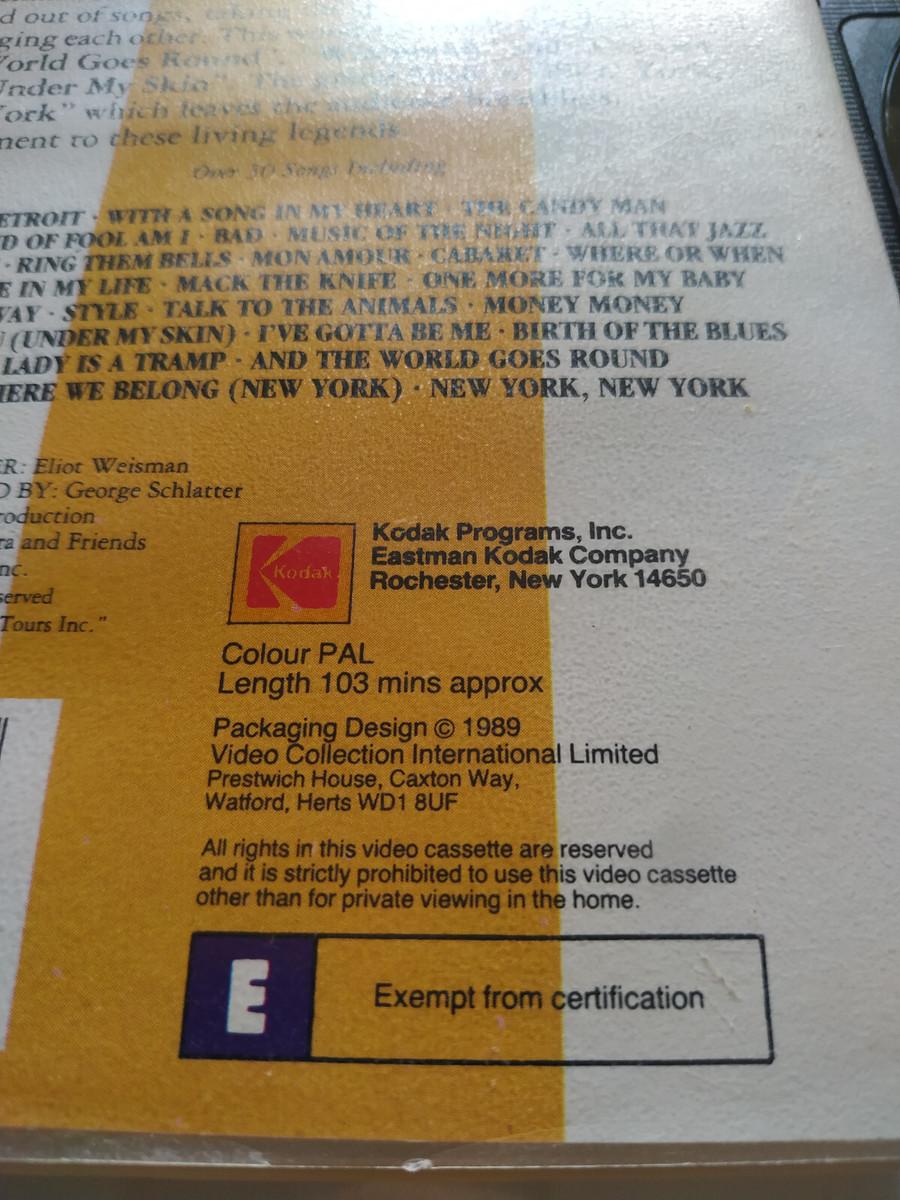 d out of songs, taking
ging each other. This
World Goes Round".
Under My Skin". The
York" which leaves the audience breathless.
ment to these living legends.
Over 30 Songs Including
ETROIT · WITH A SONG IN MY HEART · THE CANDY MAN
D OF FOOL AM I · BAD · MUSIC OF THE NIGHT · ALL THAT JAZZ
· RING THEM BELLS · MON AMOUR · CABARET · WHERE OR WHEN
E IN MY LIFE · MACK THE KNIFE · ONE MORE FOR MY BABY
WAY · STYLE · TALK TO THE ANIMALS · MONEY MONEY
U (UNDER MY SKIN) · I'VE GOTTA BE ME · BIRTH OF THE BLUES
LADY IS A TRAMP · AND THE WORLD GOES ROUND
HERE WE BELONG (NEW YORK) · NEW YORK, NEW YORK
ER: Eliot Weisman
D BY: George Schlatter
roduction
ra and Friends
nc.
served
Tours Inc."
Kodak
Kodak Programs, Inc.
Eastman Kodak Company
Rochester, New York 14650
Colour PAL
Length 103 mins approx
Packaging Design © 1989
Video Collection International Limited
Prestwich House, Caxton Way,
Watford, Herts WD1 8UF
All rights in this video cassette are reserved
and it is strictly prohibited to use this video cassette
other than for private viewing in the home.
E
Exempt from certification